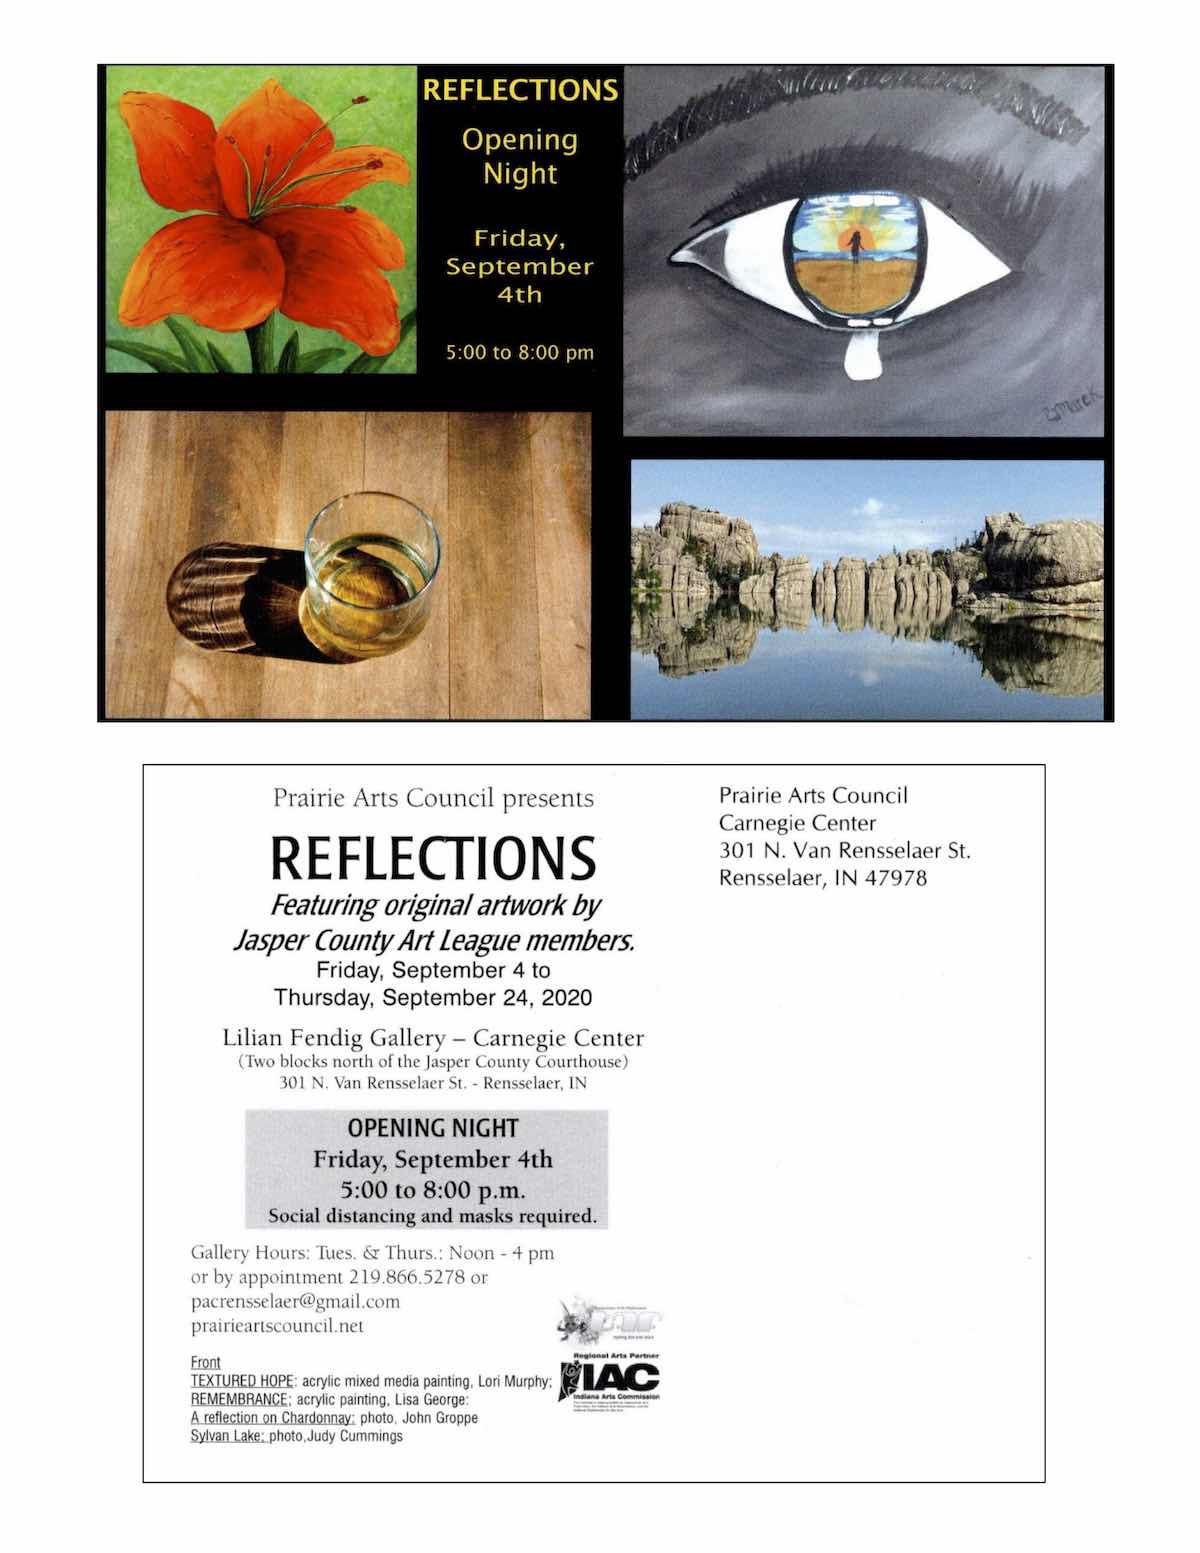 REFLECTIONS
Opening
Night
Friday,
September
4th
5:00 to 8:00 pm
Prairie Arts Council presents
REFLECTIONS
Featuring original artwork by
Jasper County Art League members.
Friday, September 4 to
Thursday, September 24, 2020
Lilian Fendig Gallery – Carnegie Center
(Two blocks north of the Jasper County Courthouse)
301 N. Van Rensselaer St. - Rensselaer, IN
OPENING NIGHT
Friday, September 4th
5:00 to 8:00 p.m.
Social distancing and masks required.
Gallery Hours: Tues. & Thurs.: Noon - 4 pm
or by appointment 219.866.5278 or
pacrensselaer@gmail.com
prairieartscouncil.net
Front
TEXTURED HOPE: acrylic mixed media painting, Lori Murphy;
REMEMBRANCE; acrylic painting, Lisa George:
A reflection on Chardonnay: photo, John Groppe
Sylvan Lake; photo,Judy Cummings
Regional Arts Partner
IAC
Indiana Arts Commission
Prairie Arts Council
Carnegie Center
301 N. Van Rensselaer St.
Rensselaer, IN 47978